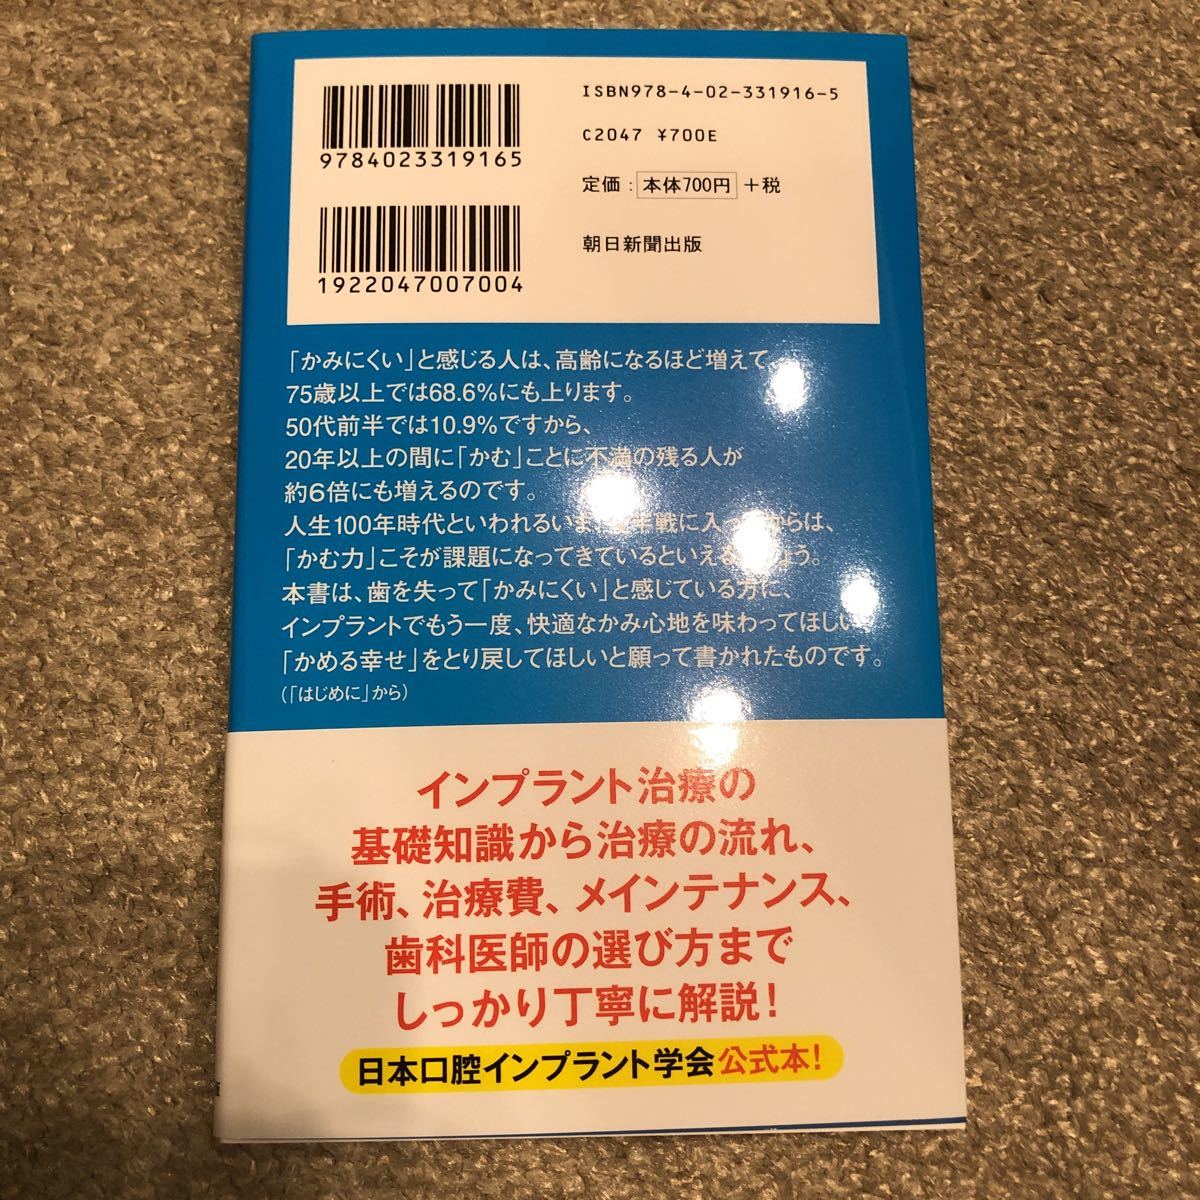 9784023319165
1922047007004
ISBN978-4-02-331916-5
C2047 ¥700E
定価：本体700円＋税
朝日新聞出版
「かみにくい」と感じる人は、高齢になるほど増えて、
75歳以上では68.6%にも上ります。
50代前半では10.9%ですから、
20年以上の間に「かむ」ことに不満の残る人が
約6倍にも増えるのです。
人生100年時代といわれるいま、戦に入っらは、
「かむ力」こそが課題になってきているといえるょう。
本書は、歯を失って「かみにくい」と感じている方に、
インプラントでもう一度、快適なかみ心地を味わってほしい、
「かめる幸せ」をとり戻してほしいと願って書かれたものです。
（「はじめに」から）
インプラント治療の
基礎知識から治療の流れ、
手術、治療費、メインテナンス、
歯科医師の選び方まで
しっかり丁寧に解説！
日本口腔インプラント学会公式本！